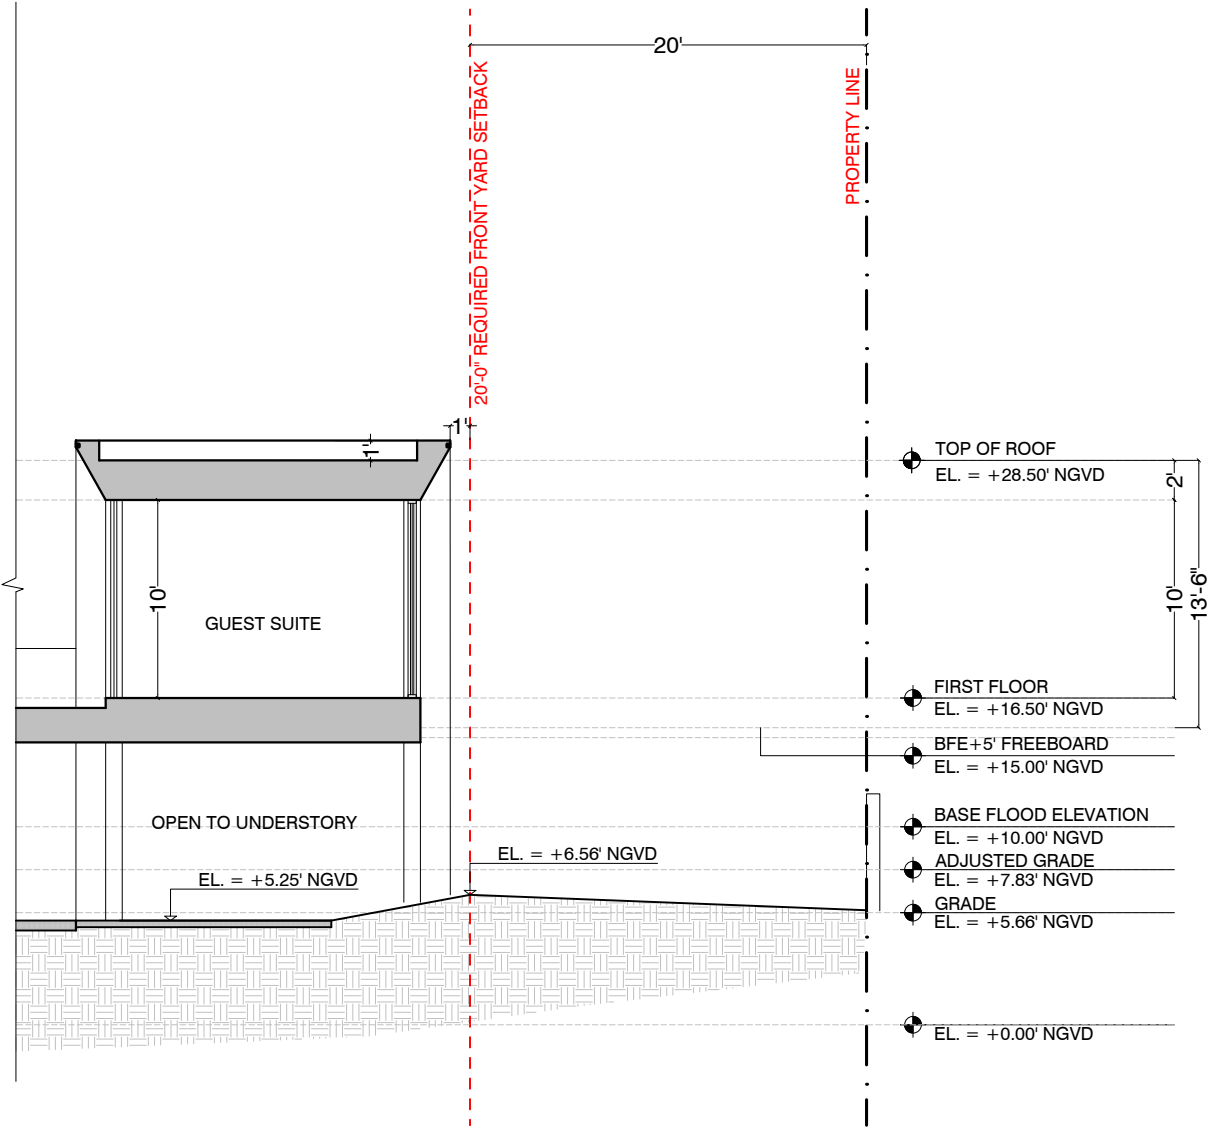 20'
20'-0" REQUIRED FRONT YARD SETBACK
PROPERTY LINE
1'
1'
TOP OF ROOF
EL. = +28.50' NGVD
2'
10'
10'
13'-6"
GUEST SUITE
FIRST FLOOR
EL. = +16.50' NGVD
BFE+5' FREEBOARD
EL. = +15.00' NGVD
OPEN TO UNDERSTORY
BASE FLOOD ELEVATION
EL. = +10.00' NGVD
EL. = +6.56' NGVD
ADJUSTED GRADE
EL. = +7.83' NGVD
EL. = +5.25' NGVD
GRADE
EL. = +5.66' NGVD
EL. = +0.00' NGVD